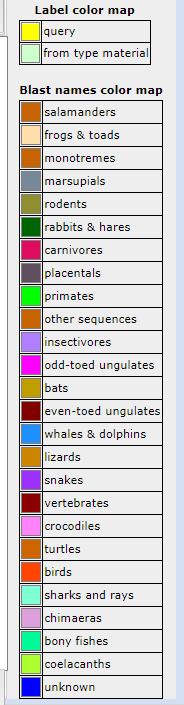 Label color map
query
from type material
Blast names color map
salamanders
frogs & toads
monotremes
marsupials
rodents
rabbits & hares
carnivores
placentals
primates
other sequences
insectivores
odd-toed ungulates
bats
even-toed ungulates
whales & dolphins
lizards
snakes
vertebrates
crocodiles
turtles
birds
sharks and rays
chimaeras
bony fishes
coelacanths
unknown